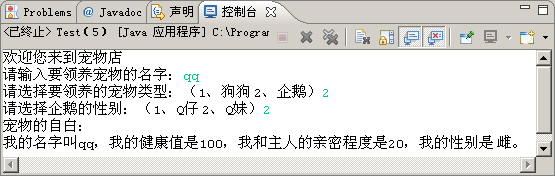 Problems @ Javadoc 声明 控制台
<已终止> Test (5) [Java 应用程序] C:\Progra
欢迎您来到宠物店
请输入要领养宠物的名字：qq
请选择要领养的宠物类型：（1、狗狗 2、企鹅）2
请选择企鹅的性别：（1、Q仔 2、Q妹）2
宠物的自白：
我的名字叫qq，我的健康值是100，我和主人的亲密程度是20，我的性别是 雌。